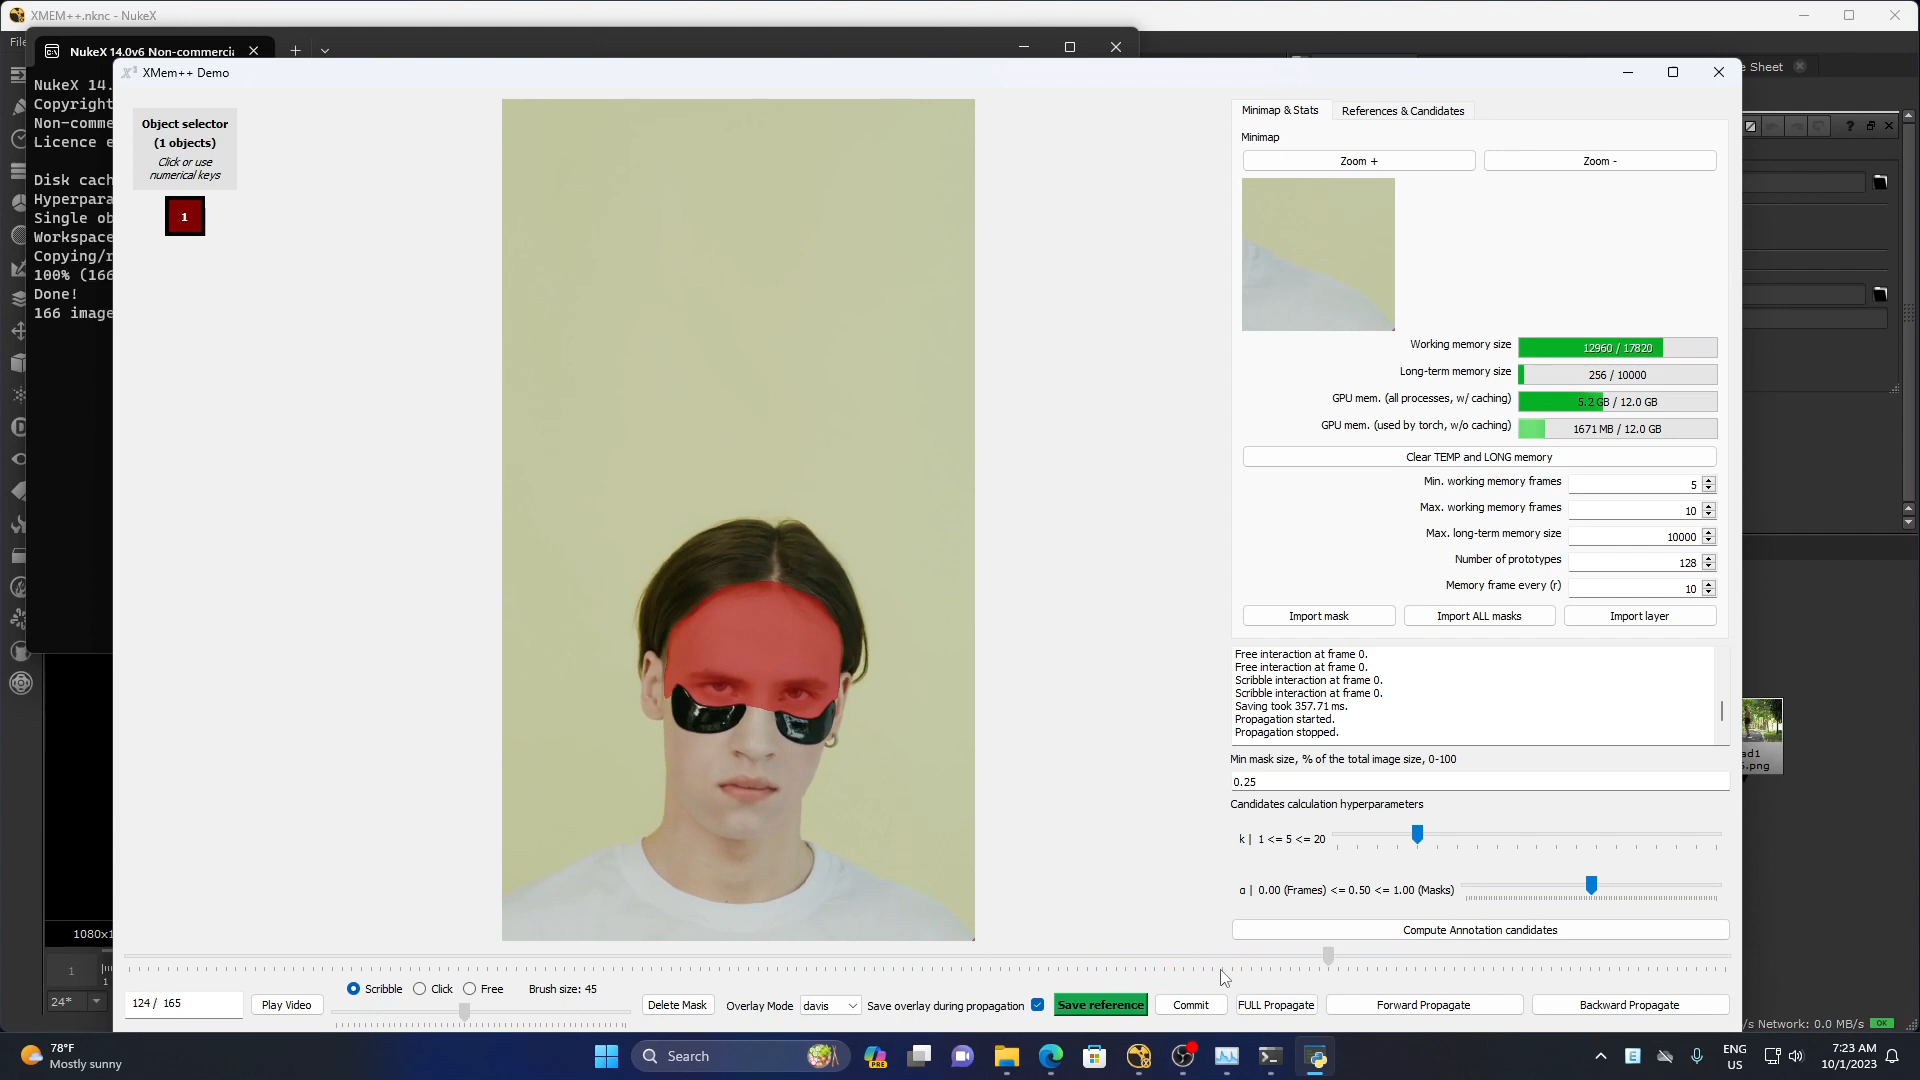 XMEM++.nknc - NukeX
File
NukeX 14.0v6 Non-commercia
NukeX 14.
Copyright
Non-comme
Licence e
Disk cach
Hyperpara
Single ob
Workspace
Copying/r
100% (166
Done!
166 image
XMem++ Demo
e Sheet
Object selector
(1 objects)
Click or use
numerical keys
1
Minimap & Stats
References & Candidates
Minimap
Zoom +
Zoom -
Working memory size
12960 / 17820
Long-term memory size
256 / 10000
GPU mem. (all processes, w/ caching)
5.2 GB / 12.0 GB
GPU mem. (used by torch, w/o caching)
1671 MB / 12.0 GB
Clear TEMP and LONG memory
Min. working memory frames
5
Max. working memory frames
10
Max. long-term memory size
10000
Number of prototypes
128
Memory frame every (r)
10
Import mask
Import ALL masks
Import layer
Free interaction at frame 0.
Free interaction at frame 0.
Scribble interaction at frame 0.
Scribble interaction at frame 0.
Saving took 357.71 ms.
Propagation started.
Propagation stopped.
Min mask size, % of the total image size, 0-100
0.25
Candidates calculation hyperparameters
k | 1 <= 5 <= 20
α | 0.00 (Frames) <= 0.50 <= 1.00 (Masks)
Compute Annotation candidates
ad1
.png
1080x1
1
1
24*
124 / 165
Play Video
Scribble
Click
Free
Brush size: 45
Delete Mask
Overlay Mode
davis
Save overlay during propagation
Save reference
Commit
FULL Propagate
Forward Propagate
Backward Propagate
/s Network: 0.0 MB/s
OK
78°F
Mostly sunny
Search
PRE
ENG
US
7:23 AM
10/1/2023